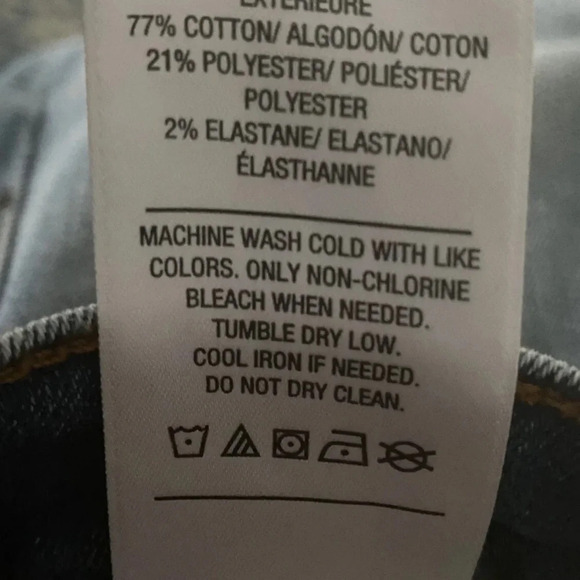 EXTERIEURE
77% COTTON/ ALGODÓN/ COTON
21% POLYESTER/ POLIÉSTER/
POLYESTER
2% ELASTANE/ ELASTANO/
ÉLASTHANNE
MACHINE WASH COLD WITH LIKE
COLORS. ONLY NON-CHLORINE
BLEACH WHEN NEEDED.
TUMBLE DRY LOW.
COOL IRON IF NEEDED.
DO NOT DRY CLEAN.